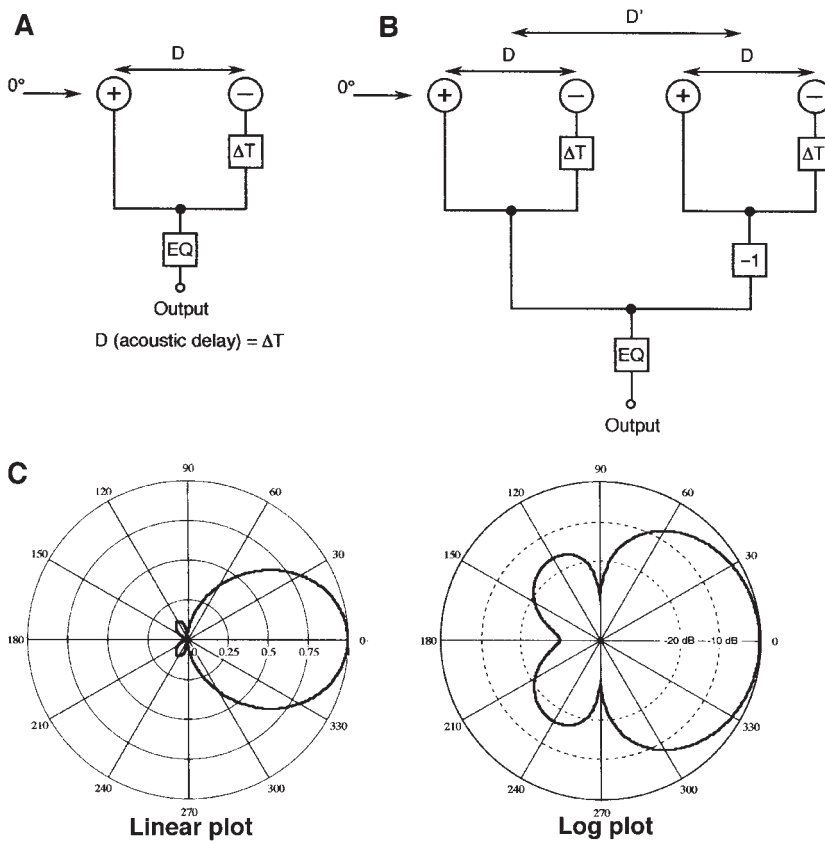 A
D
0°
+
−
ΔT
EQ
Output
D (acoustic delay) = ΔT
B
D'
D
D
0°
+
−
+
−
ΔT
ΔT
−1
EQ
Output
C
90
120
60
150
30
180
0
0.25
0.5
0.75
0
210
330
240
300
270
Linear plot
90
120
60
150
30
180
-20 dB
-10 dB
0
210
330
240
300
270
Log plot